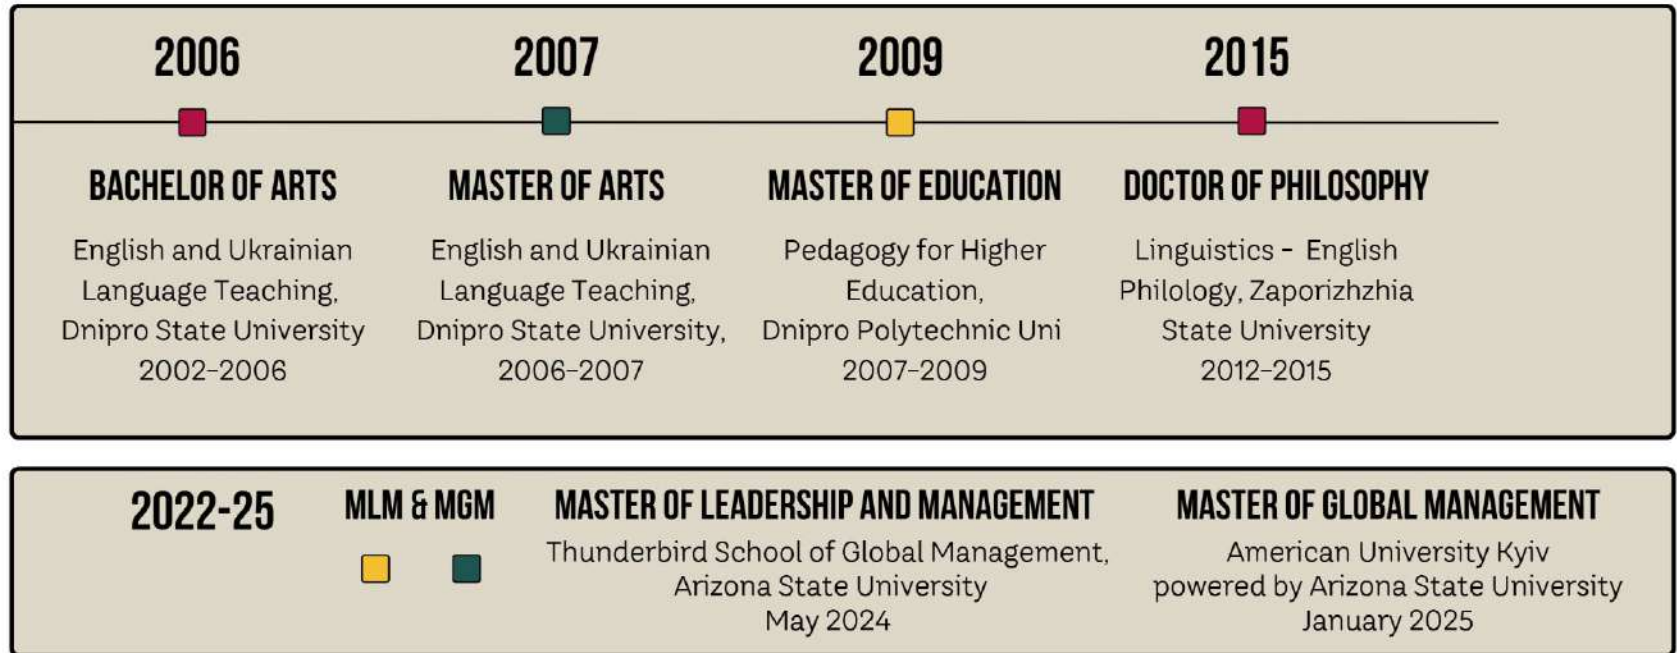 2006
2007
2009
2015
BACHELOR OF ARTS
English and Ukrainian
Language Teaching,
Dnipro State University
2002-2006
MASTER OF ARTS
English and Ukrainian
Language Teaching,
Dnipro State University,
2006-2007
MASTER OF EDUCATION
Pedagogy for Higher
Education,
Dnipro Polytechnic Uni
2007-2009
DOCTOR OF PHILOSOPHY
Linguistics - English
Philology, Zaporizhzhia
State University
2012-2015
2022-25
MLM & MGM
MASTER OF LEADERSHIP AND MANAGEMENT
Thunderbird School of Global Management,
Arizona State University
May 2024
MASTER OF GLOBAL MANAGEMENT
American University Kyiv
powered by Arizona State University
January 2025